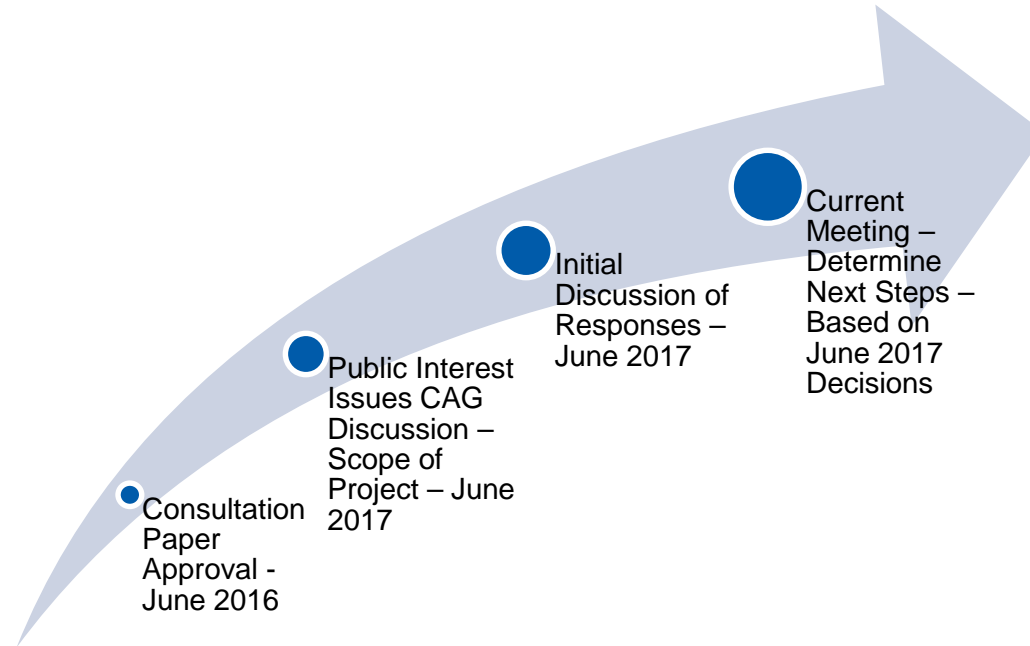 Consultation
Paper
Approval -
June 2016
Public Interest
Issues CAG
Discussion –
Scope of
Project – June
2017
Initial
Discussion of
Responses –
June 2017
Current
Meeting –
Determine
Next Steps –
Based on
June 2017
Decisions